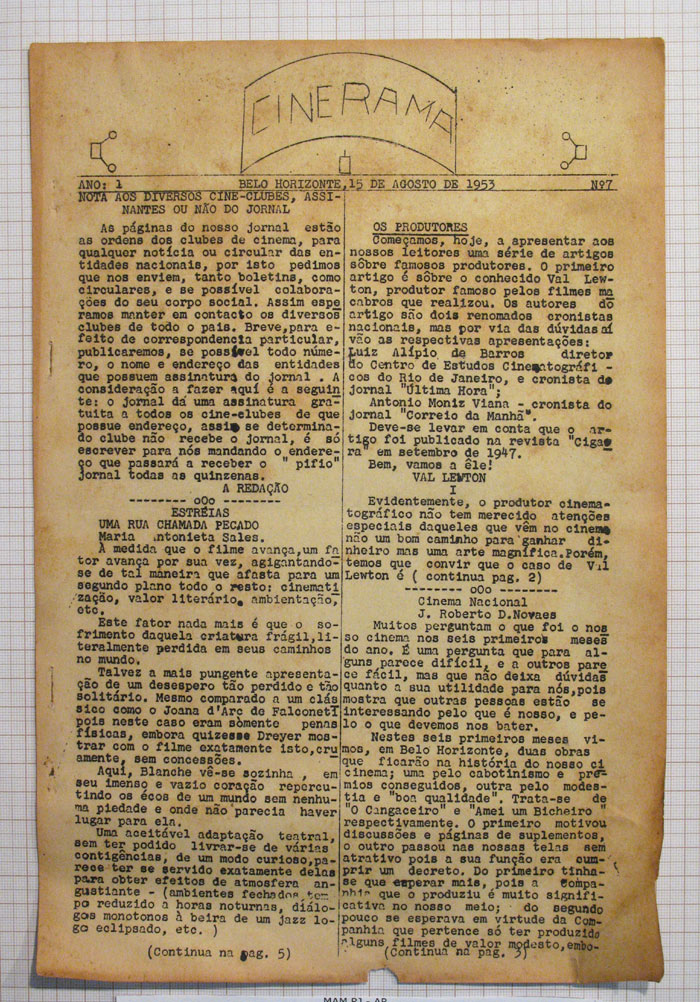 CINERAMA
ANO: 1 BELO HORIZONTE,15 DE AGOSTO DE 1953 Nº7
NOTA AOS DIVERSOS CINE-CLUBES, ASSI-
NANTES OU NÃO DO JORNAL
As páginas do nosso jornal estão
as ordens dos clubes de cinema, para
qualquer notícia ou circular das en-
tidades nacionais, por isto pedimos
que nos enviem, tanto boletins, como
circulares, e se possível colabora-
ções do seu corpo social. Assim espe
ramos manter em contacto os diversos
clubes de todo o pais. Breve,para e-
feito de correspondencia particular,
publicaremos, se possível todo núme-
ro, o nome e endereço das entidades
que possuem assinatura do jornal . A
consideração a fazer aquí é a seguin
te: o jornal dá uma assinatura gra-
tuita a todos os cine-clubes de que
possue endereço, assim se determina-
do clube não recebe o jornal, é só
escrever para nós mandando o endere-
ço que passará a receber o " pifio"
jornal todas as quinzenas.
A REDAÇÃO
-------- oOo --------
ESTRÉIAS
UMA RUA CHAMADA PECADO
Maria Antonieta Sales.
À medida que o filme avança,um fa
tor avança por sua vez, agigantando-
se de tal maneira que afasta para um
segundo plano todo o resto: cinemati
zação, valor literário, ambientação,
etc.
Este fator nada mais é que o so-
frimento daquela criatura frágil,li-
teralmente perdida em seus caminhos
no mundo.
Talvez a mais pungente apresenta-
ção de um desespero tão perdido e tão
solitário. Mesmo comparado a um clás
sico como o Joana d'Arc de Falconeti
pois neste caso eram sòmente penas
físicas, embora quizesse Dreyer mos-
trar com o filme exatamente isto,cru
amente, sem concessões.
Aqui, Blanche vê-se sozinha , em
seu imenso e vazio coração repercu-
tindo os écos de um mundo sem nenhu-
ma piedade e onde não parecia haver
lugar para ela.
Uma aceitável adaptação teatral,
sem ter podido livrar-se de várias
contigências, de um modo curioso,pa-
rece ter se servido exatamente delas
para obter efeitos de atmosfera an-
gustiante - (ambientes fechados,tem
po reduzido a horas noturnas, diálo-
gos monotonos à beira de um jazz lo-
go eclipsado, etc. )
(Continua na pag. 5)
OS PRODUTORES
Começamos, hoje, a apresentar aos
nossos leitores uma série de artigos
sôbre famosos produtores. O primeiro
artigo é sôbre o conhecido Val Lew-
ton, produtor famoso pelos filmes ma
cabros que realizou. Os autores do
artigo são dois renomados cronistas
nacionais, mas por via das dúvidas aí
vão as respectivas apresentações:
Luiz Alípio de Barros diretor
do Centro de Estudos Cinematográfi -
cos do Rio de Janeiro, e cronista do
jornal "Última Hora";
Antonio Moniz Viana - cronista do
jornal "Correio da Manhã".
Deve-se levar em conta que o ar-
tigo foi publicado na revista "Cigar
ra" em setembro de 1947.
Bem, vamos a êle!
VAL LEWTON
I
Evidentemente, o produtor cinema-
tográfico não tem merecido atenções
especiais daqueles que vêm no cinema
não um bom caminho para ganhar di-
nheiro mas uma arte magnífica.Porém,
temos que convir que o caso de Val
Lewton é ( continua pag. 2)
-------- oOo --------
Cinema Nacional
J. Roberto D.Novaes
Muitos perguntam o que foi o nos
so cinema nos seis primeiros meses
do ano. É uma pergunta que para al-
guns parece difícil, e a outros pare
ce fácil, mas que não deixa dúvidas
quanto a sua utilidade para nós,pois
mostra que outras pessoas estão se
interessando pelo que é nosso, e pe-
lo o que devemos nos bater.
Nestes seis primeiros meses vi-
mos, em Belo Horizonte, duas obras
que ficarão na história do nosso ci
cinema; uma pelo cabotinismo e pre-
mios conseguidos, outra pelo modes-
tia e "boa qualidade". Trata-se de
"O Cangaceiro" e "Amei um Bicheiro "
respectivamente. O primeiro motivou
discussões e páginas de suplementos,
o outro passou nas nossas telas sem
atrativo pois a sua função era cum-
prir um decreto. Do primeiro tinha-
se que esperar mais, pois a Compa-
nhia que o produziu é muito signifi-
cativa no nosso meio; do segundo
pouco se esperava em virtude da Com-
panhia que pertence só ter produzido
alguns filmes de valor modesto,embo-
(Continua na pag. 3)
MAM RJ - AR